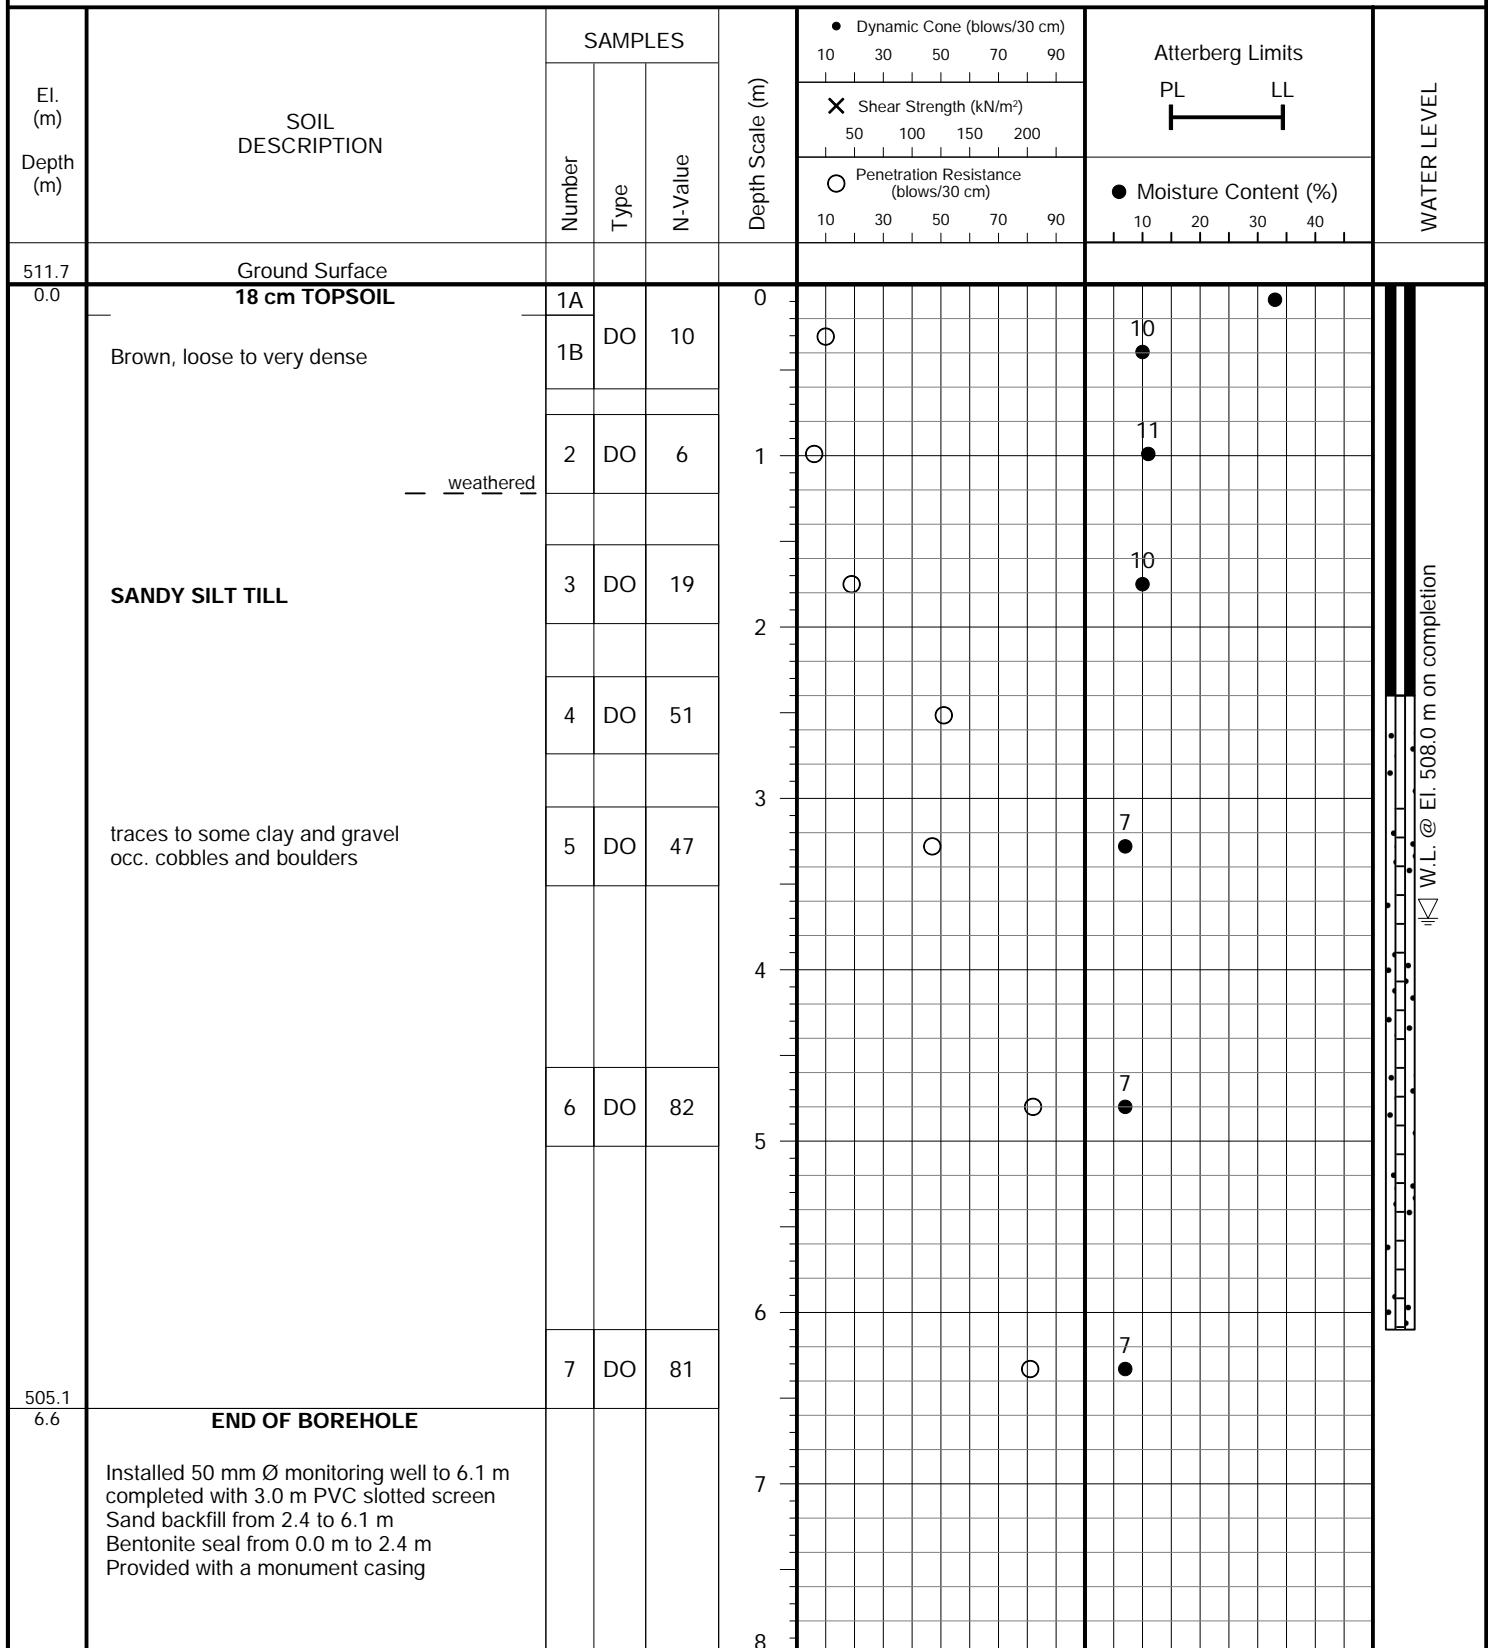 El.
(m)
Depth
(m)
SOIL
DESCRIPTION
SAMPLES
Number
Type
N-Value
Depth Scale (m)
Dynamic Cone (blows/30 cm)
10 30 50 70 90
Shear Strength (kN/m²)
50 100 150 200
Penetration Resistance
(blows/30 cm)
10 30 50 70 90
Atterberg Limits
PL LL
Moisture Content (%)
10 20 30 40
WATER LEVEL
511.7 Ground Surface
0.0 18 cm TOPSOIL 1A 0
DO 10 10
Brown, loose to very dense 1B
11
2 DO 6 1
weathered
10
SANDY SILT TILL 3 DO 19
2
4 DO 51
3
traces to some clay and gravel 7
occ. cobbles and boulders 5 DO 47
W.L. @ El. 508.0 m on completion
4
7
6 DO 82
5
6
7
7 DO 81
505.1
6.6 END OF BOREHOLE
Installed 50 mm Ø monitoring well to 6.1 m
completed with 3.0 m PVC slotted screen 7
Sand backfill from 2.4 to 6.1 m
Bentonite seal from 0.0 m to 2.4 m
Provided with a monument casing
8